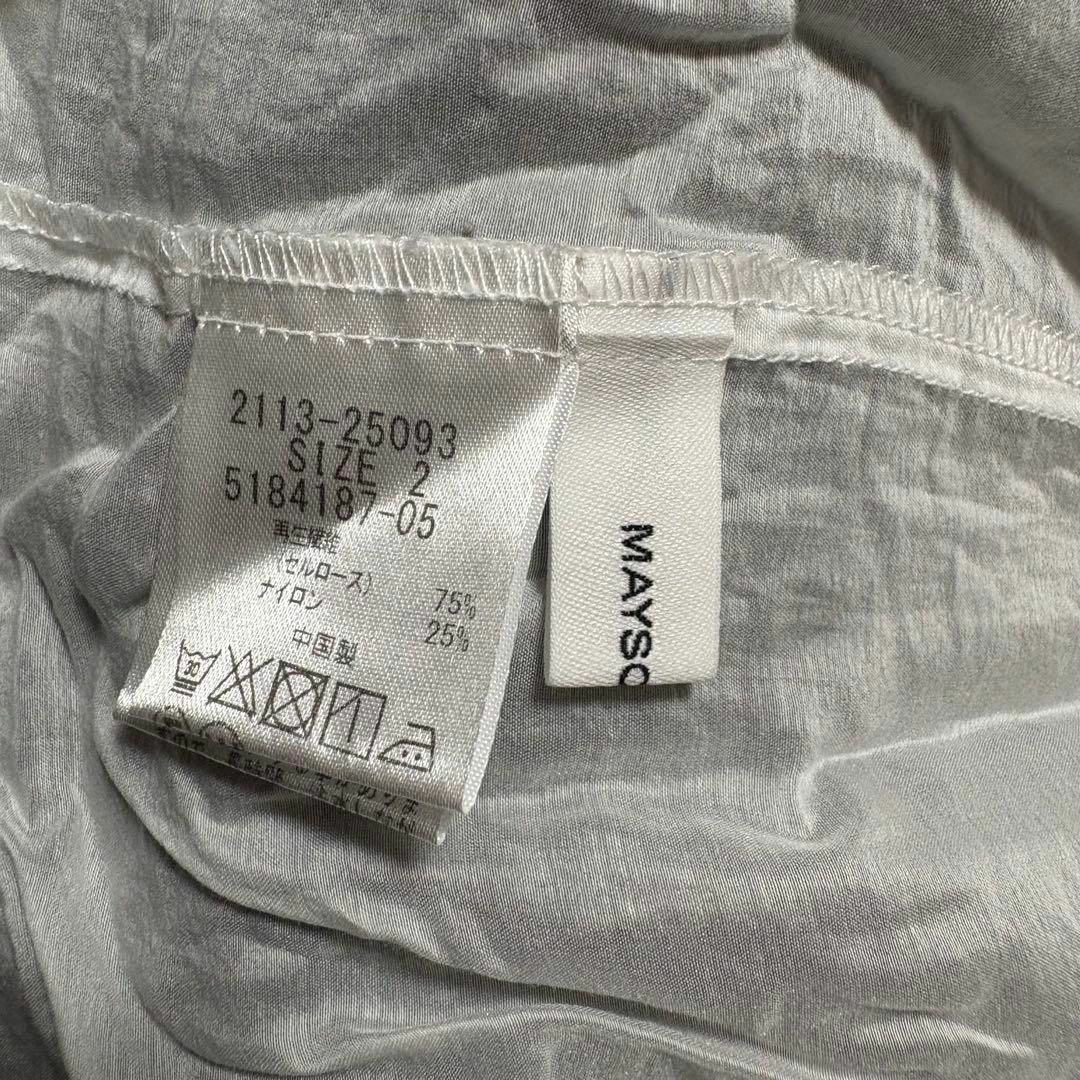 2113-25093
SIZE 2
5184187-05
再生繊維
(セルロース)
75%
ナイロン
25%
中国製
30
MAYSO